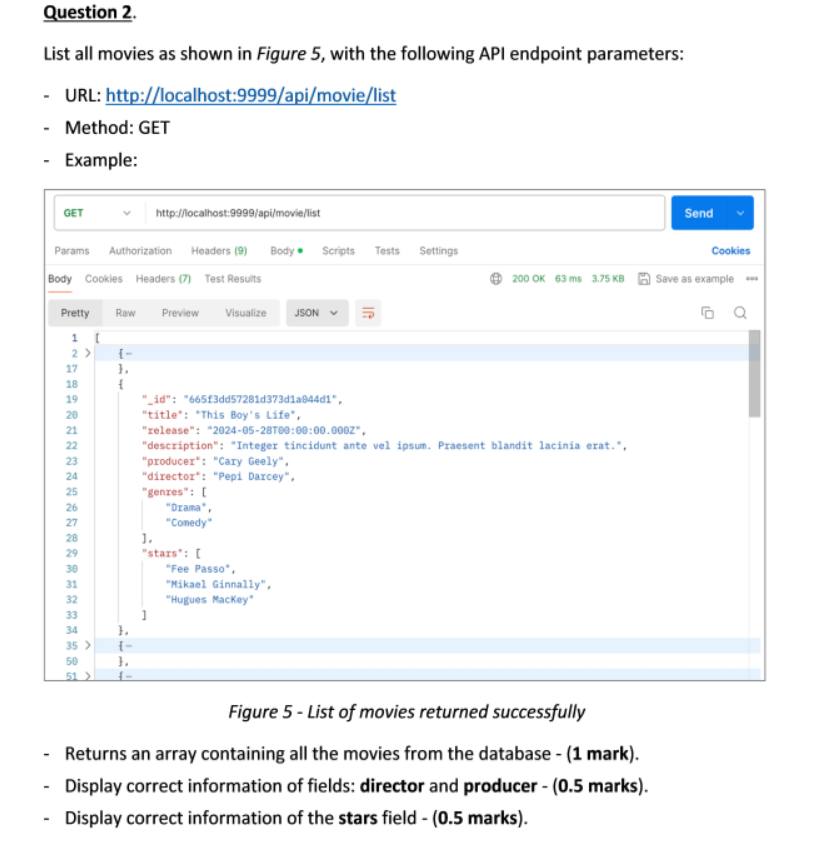 Question 2.
List all movies as shown in Figure 5, with the following API endpoint parameters:
- URL: http://localhost:9999/api/movie/list
- Method: GET
- Example:
GET http://localhost:9999/api/movie/list Send
Params Authorization Headers (9) Body Scripts Tests Settings Cookies
Body Cookies Headers (7) Test Results 200 OK 63 ms 3.75 KB Save as example
Pretty Raw Preview Visualize JSON
1 [
2 > {-
17 },
18 {
19 "_id": "665f3dd57281d373d1a044d1",
20 "title": "This Boy's Life",
21 "release": "2024-05-28T00:00:00.000Z",
22 "description": "Integer tincidunt ante vel ipsum. Praesent blandit lacinia erat.",
23 "producer": "Cary Geely",
24 "director": "Pepi Darcey",
25 "genres": [
26 "Drama",
27 "Comedy"
28 ],
29 "stars": [
30 "Fee Passo",
31 "Mikael Ginnally",
32 "Hugues MacKey"
33 ]
34 },
35 > {-
50 },
51 > {-
Figure 5 - List of movies returned successfully
- Returns an array containing all the movies from the database - (1 mark).
- Display correct information of fields: director and producer - (0.5 marks).
- Display correct information of the stars field - (0.5 marks).